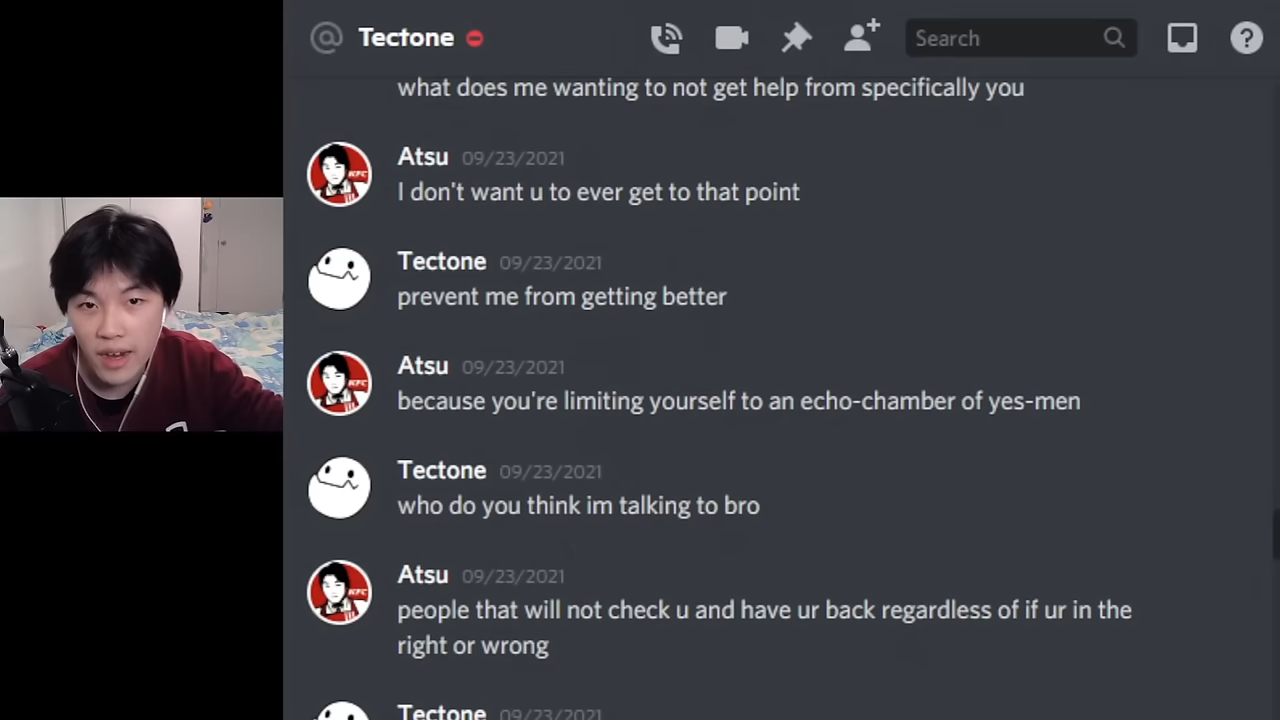 Tectone
Search
what does me wanting to not get help from specifically you
Atsu 09/23/2021
I don't want u to ever get to that point
Tectone 09/23/2021
prevent me from getting better
Atsu 09/23/2021
because you're limiting yourself to an echo-chamber of yes-men
Tectone 09/23/2021
who do you think im talking to bro
Atsu 09/23/2021
people that will not check u and have ur back regardless of if ur in the
right or wrong
Tectone 09/23/2021
KFC
KFC
KFC